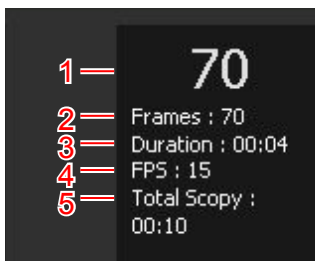 1 70
2 Frames : 70
3 Duration : 00:04
4 FPS : 15
5 Total Scopy :
00:10